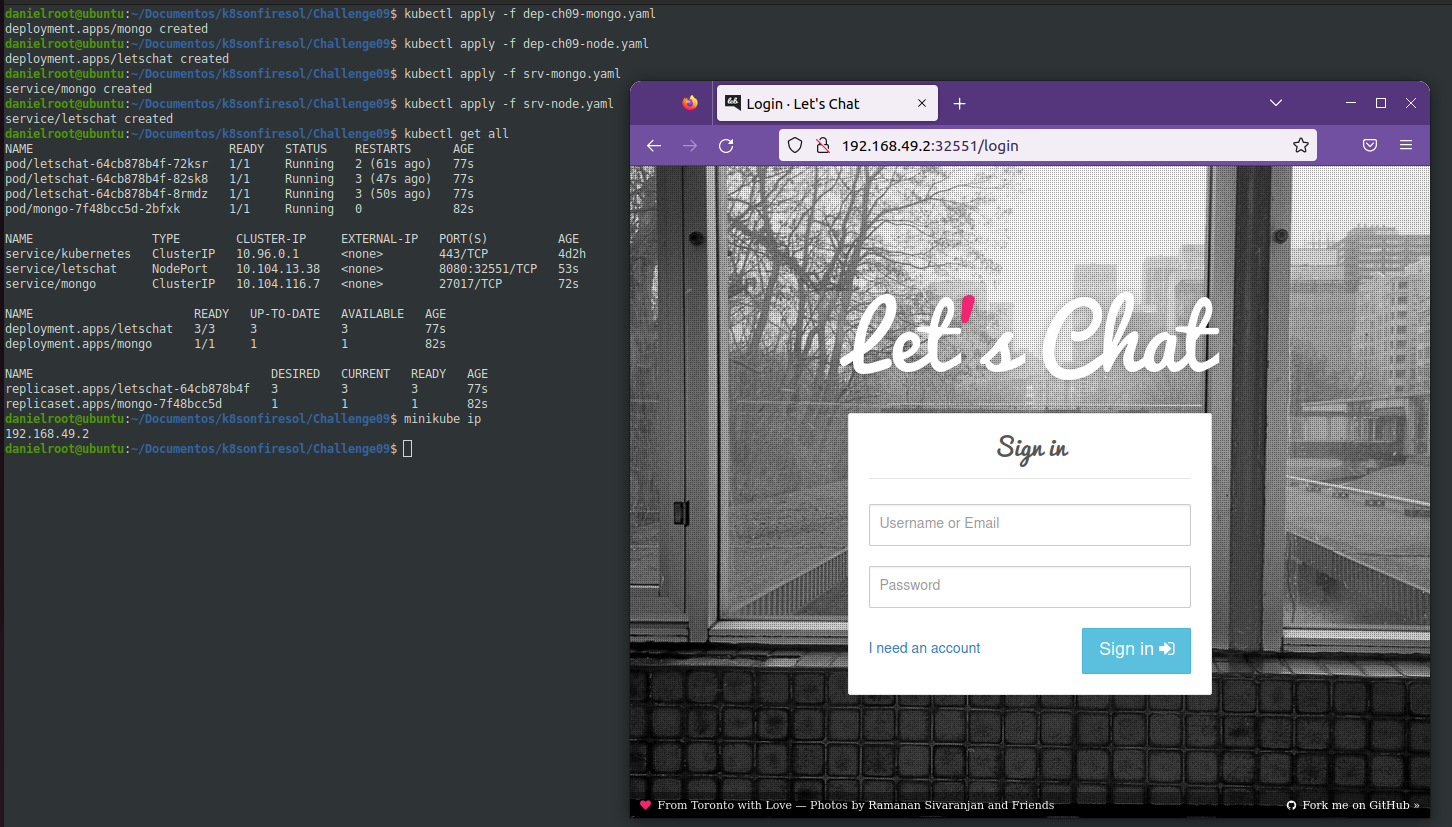 danielroot@ubuntu:~/Documentos/k8sonfiresol/Challenge09$ kubectl apply -f dep-ch09-mongo.yaml
deployment.apps/mongo created
danielroot@ubuntu:~/Documentos/k8sonfiresol/Challenge09$ kubectl apply -f dep-ch09-node.yaml
deployment.apps/letschat created
danielroot@ubuntu:~/Documentos/k8sonfiresol/Challenge09$ kubectl apply -f srv-mongo.yaml
service/mongo created
danielroot@ubuntu:~/Documentos/k8sonfiresol/Challenge09$ kubectl apply -f srv-node.yaml
service/letschat created
danielroot@ubuntu:~/Documentos/k8sonfiresol/Challenge09$ kubectl get all
NAME                            READY   STATUS    RESTARTS      AGE
pod/letschat-64cb878b4f-72ksr   1/1     Running   2 (61s ago)   77s
pod/letschat-64cb878b4f-82sk8   1/1     Running   3 (47s ago)   77s
pod/letschat-64cb878b4f-8rmdz   1/1     Running   3 (50s ago)   77s
pod/mongo-7f48bcc5d-2bfxk       1/1     Running   0             82s

NAME                 TYPE        CLUSTER-IP     EXTERNAL-IP   PORT(S)          AGE
service/kubernetes   ClusterIP   10.96.0.1      <none>        443/TCP          4d2h
service/letschat     NodePort    10.104.13.38   <none>        8080:32551/TCP   53s
service/mongo        ClusterIP   10.104.116.7   <none>        27017/TCP        72s

NAME                       READY   UP-TO-DATE   AVAILABLE   AGE
deployment.apps/letschat   3/3     3            3           77s
deployment.apps/mongo      1/1     1            1           82s

NAME                                  DESIRED   CURRENT   READY   AGE
replicaset.apps/letschat-64cb878b4f   3         3         3       77s
replicaset.apps/mongo-7f48bcc5d       1         1         1       82s
danielroot@ubuntu:~/Documentos/k8sonfiresol/Challenge09$ minikube ip
192.168.49.2
danielroot@ubuntu:~/Documentos/k8sonfiresol/Challenge09$
Login · Let's Chat
192.168.49.2:32551/login
Let's Chat
Sign in
Username or Email
Password
I need an account
Sign in
From Toronto with Love — Photos by Ramanan Sivaranjan and Friends
Fork me on GitHub »